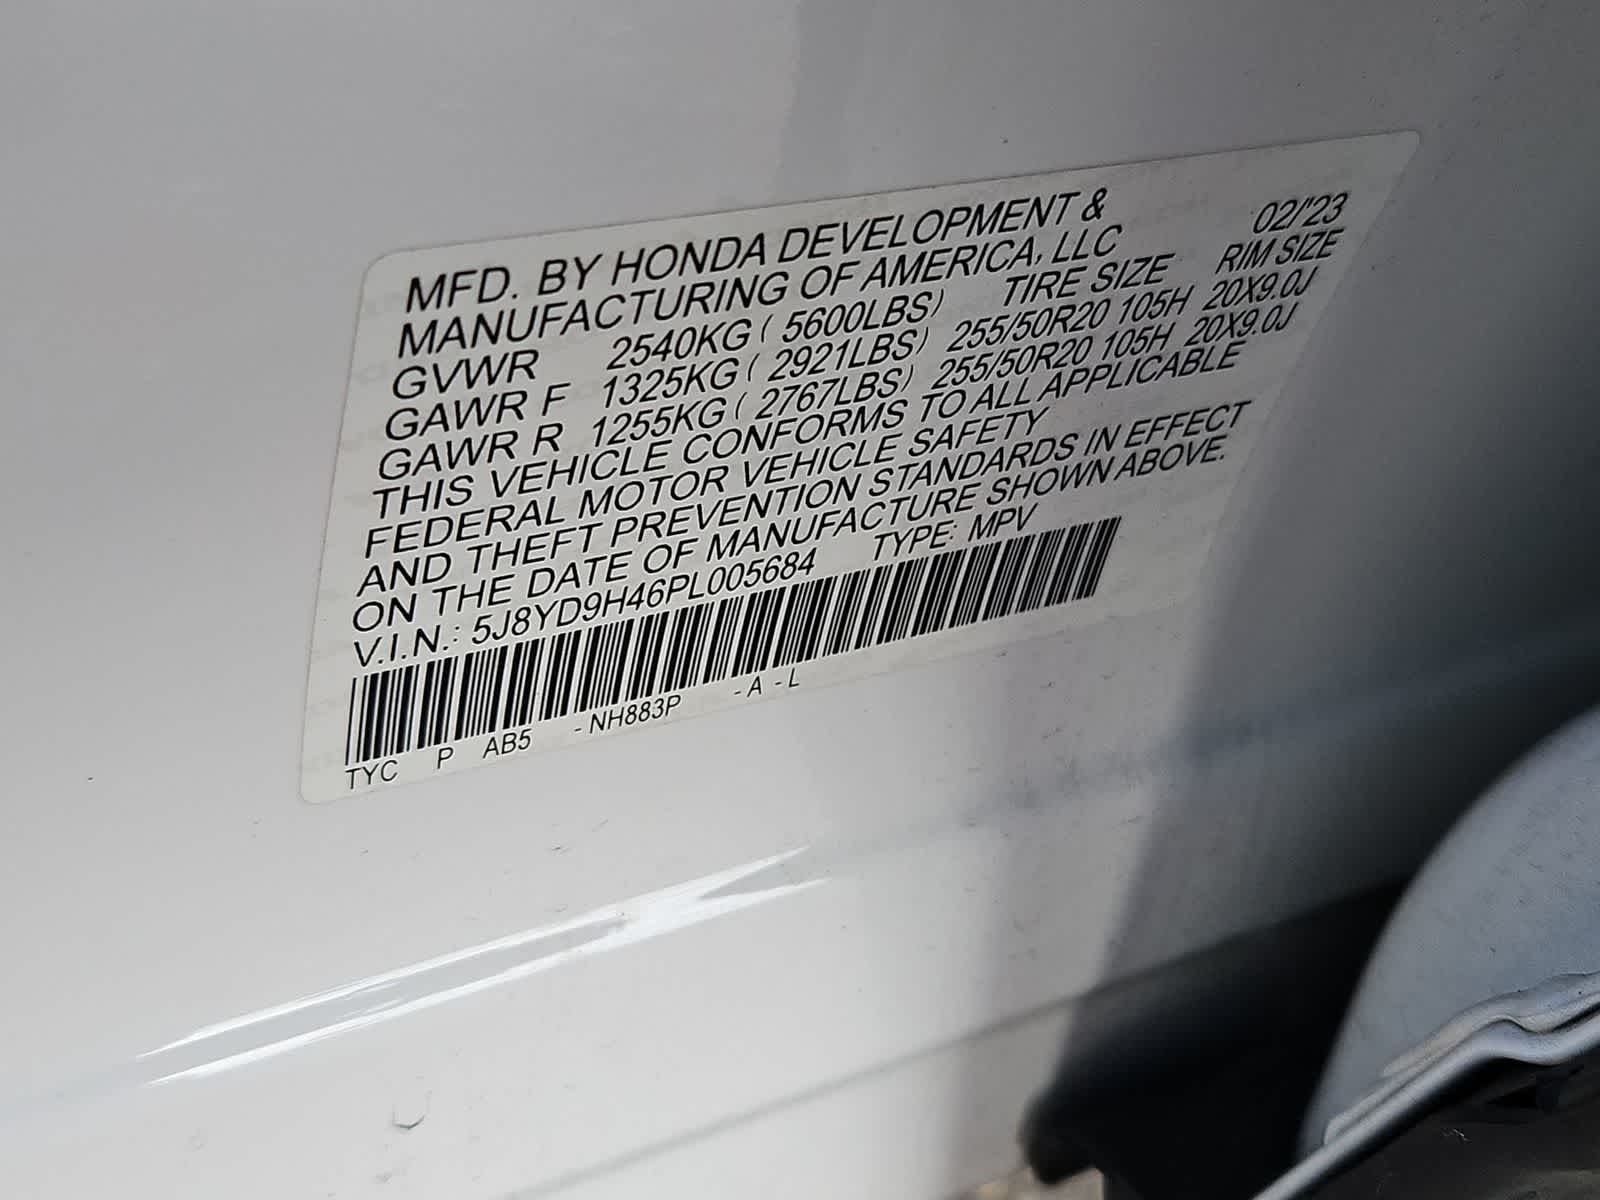 MFD. BY HONDA DEVELOPMENT &
MANUFACTURING OF AMERICA, LLC 02/'23
GVWR 2540KG ( 5600LBS) TIRE SIZE RIM SIZE
GAWR F 1325KG ( 2921LBS) 255/50R20 105H 20X9.0J
GAWR R 1255KG ( 2767LBS) 255/50R20 105H 20X9.0J
THIS VEHICLE CONFORMS TO ALL APPLICABLE
FEDERAL MOTOR VEHICLE SAFETY
AND THEFT PREVENTION STANDARDS IN EFFECT
ON THE DATE OF MANUFACTURE SHOWN ABOVE.
V.I.N.: 5J8YD9H46PL005684 TYPE: MPV
TYC P AB5 - NH883P - A - L